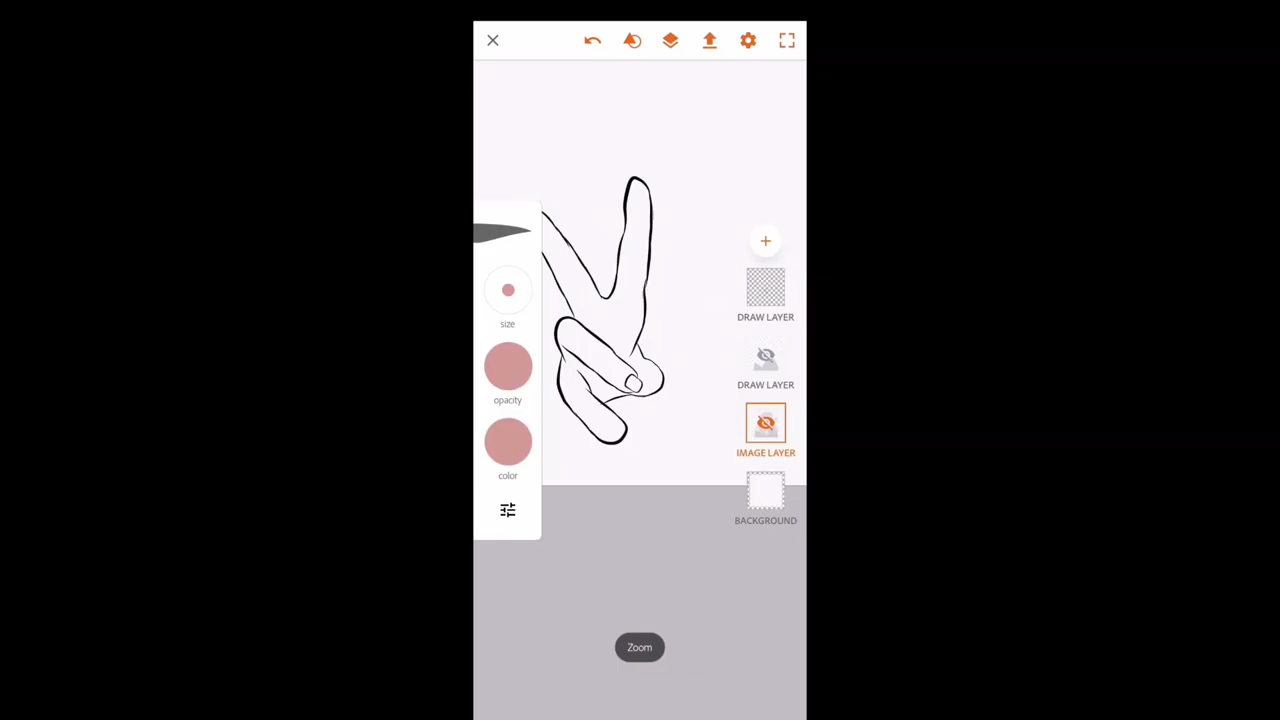 size
opacity
color
DRAW LAYER
DRAW LAYER
IMAGE LAYER
BACKGROUND
Zoom